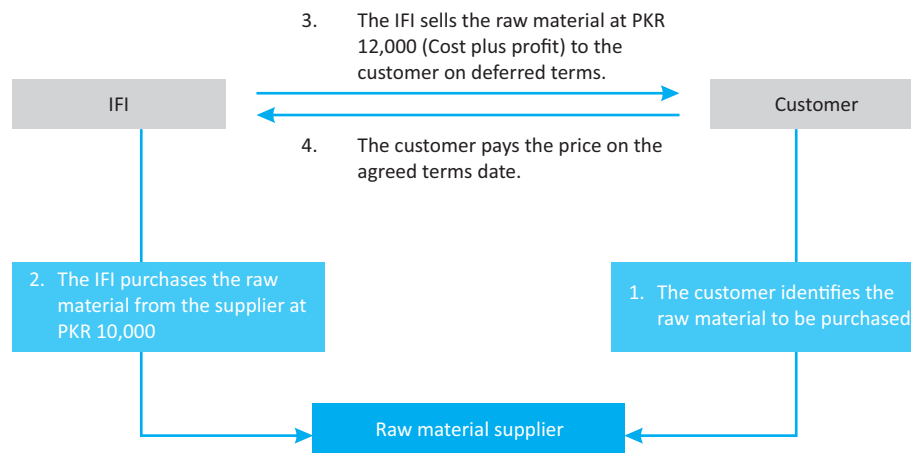 3. The IFI sells the raw material at PKR
12,000 (Cost plus profit) to the
customer on deferred terms.
IFI
Customer
4. The customer pays the price on the
agreed terms date.
2. The IFI purchases the raw
material from the supplier at
PKR 10,000
1. The customer identifies the
raw material to be purchased
Raw material supplier